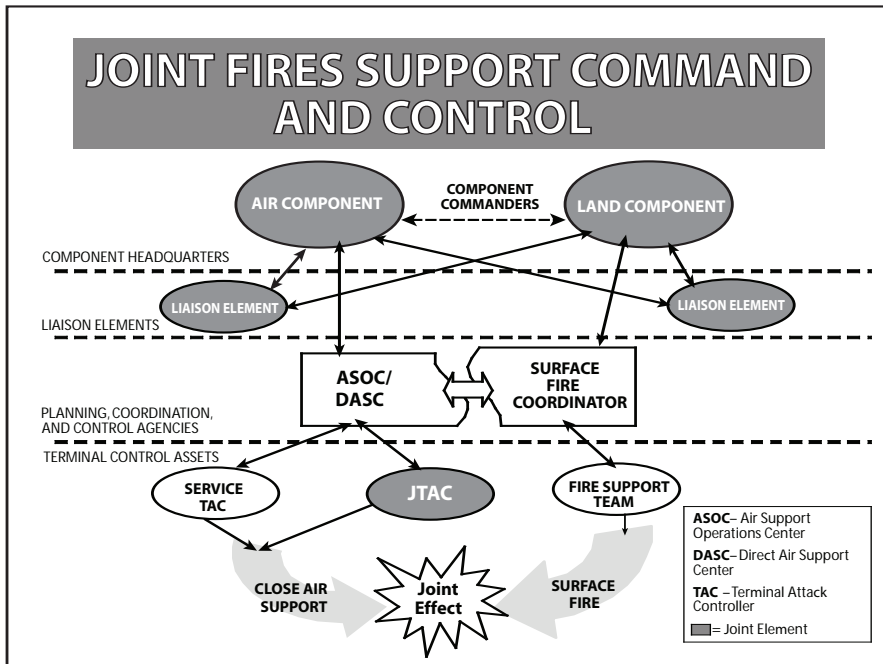 JOINT FIRES SUPPORT COMMAND
AND CONTROL
AIR COMPONENT
COMPONENT
COMMANDERS
LAND COMPONENT
COMPONENT HEADQUARTERS
LIAISON ELEMENT
LIAISON ELEMENT
LIAISON ELEMENTS
ASOC/
DASC
SURFACE
FIRE
COORDINATOR
PLANNING, COORDINATION,
AND CONTROL AGENCIES
TERMINAL CONTROL ASSETS
SERVICE
TAC
JTAC
FIRE SUPPORT
TEAM
CLOSE AIR
SUPPORT
Joint
Effect
SURFACE
FIRE
ASOC– Air Support
Operations Center
DASC–Direct Air Support
Center
TAC –Terminal Attack
Controller
= Joint Element